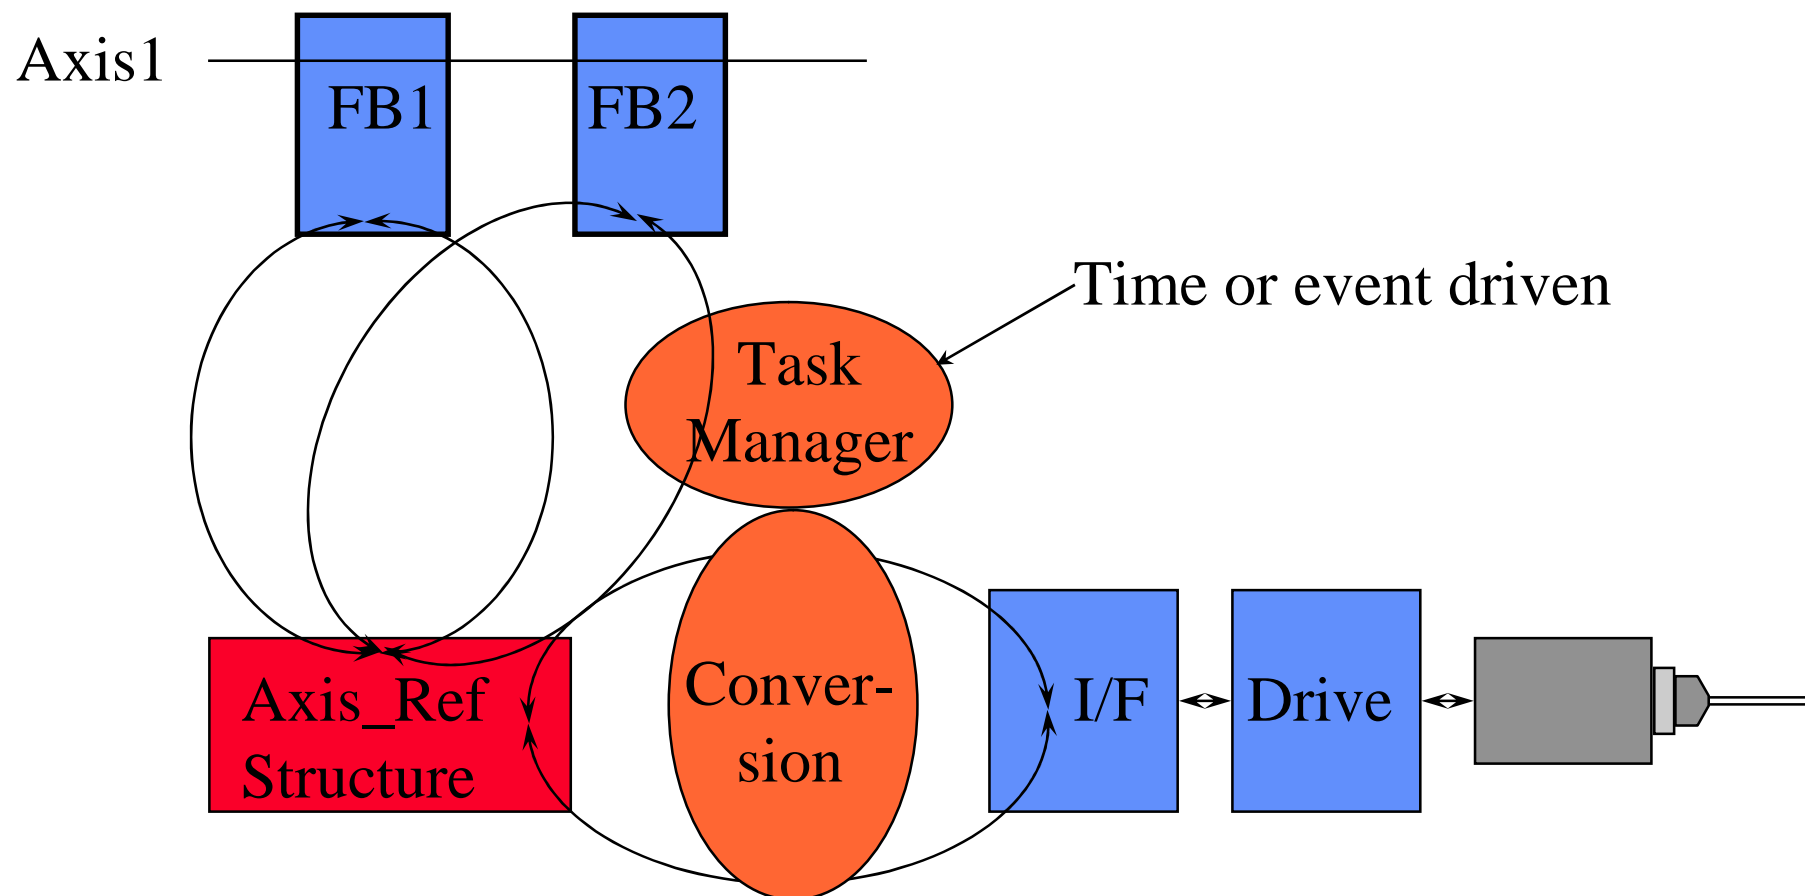 Axis1
FB1
FB2
Time or event driven
Task
Manager
Conver-
sion
Axis_Ref
Structure
I/F
Drive